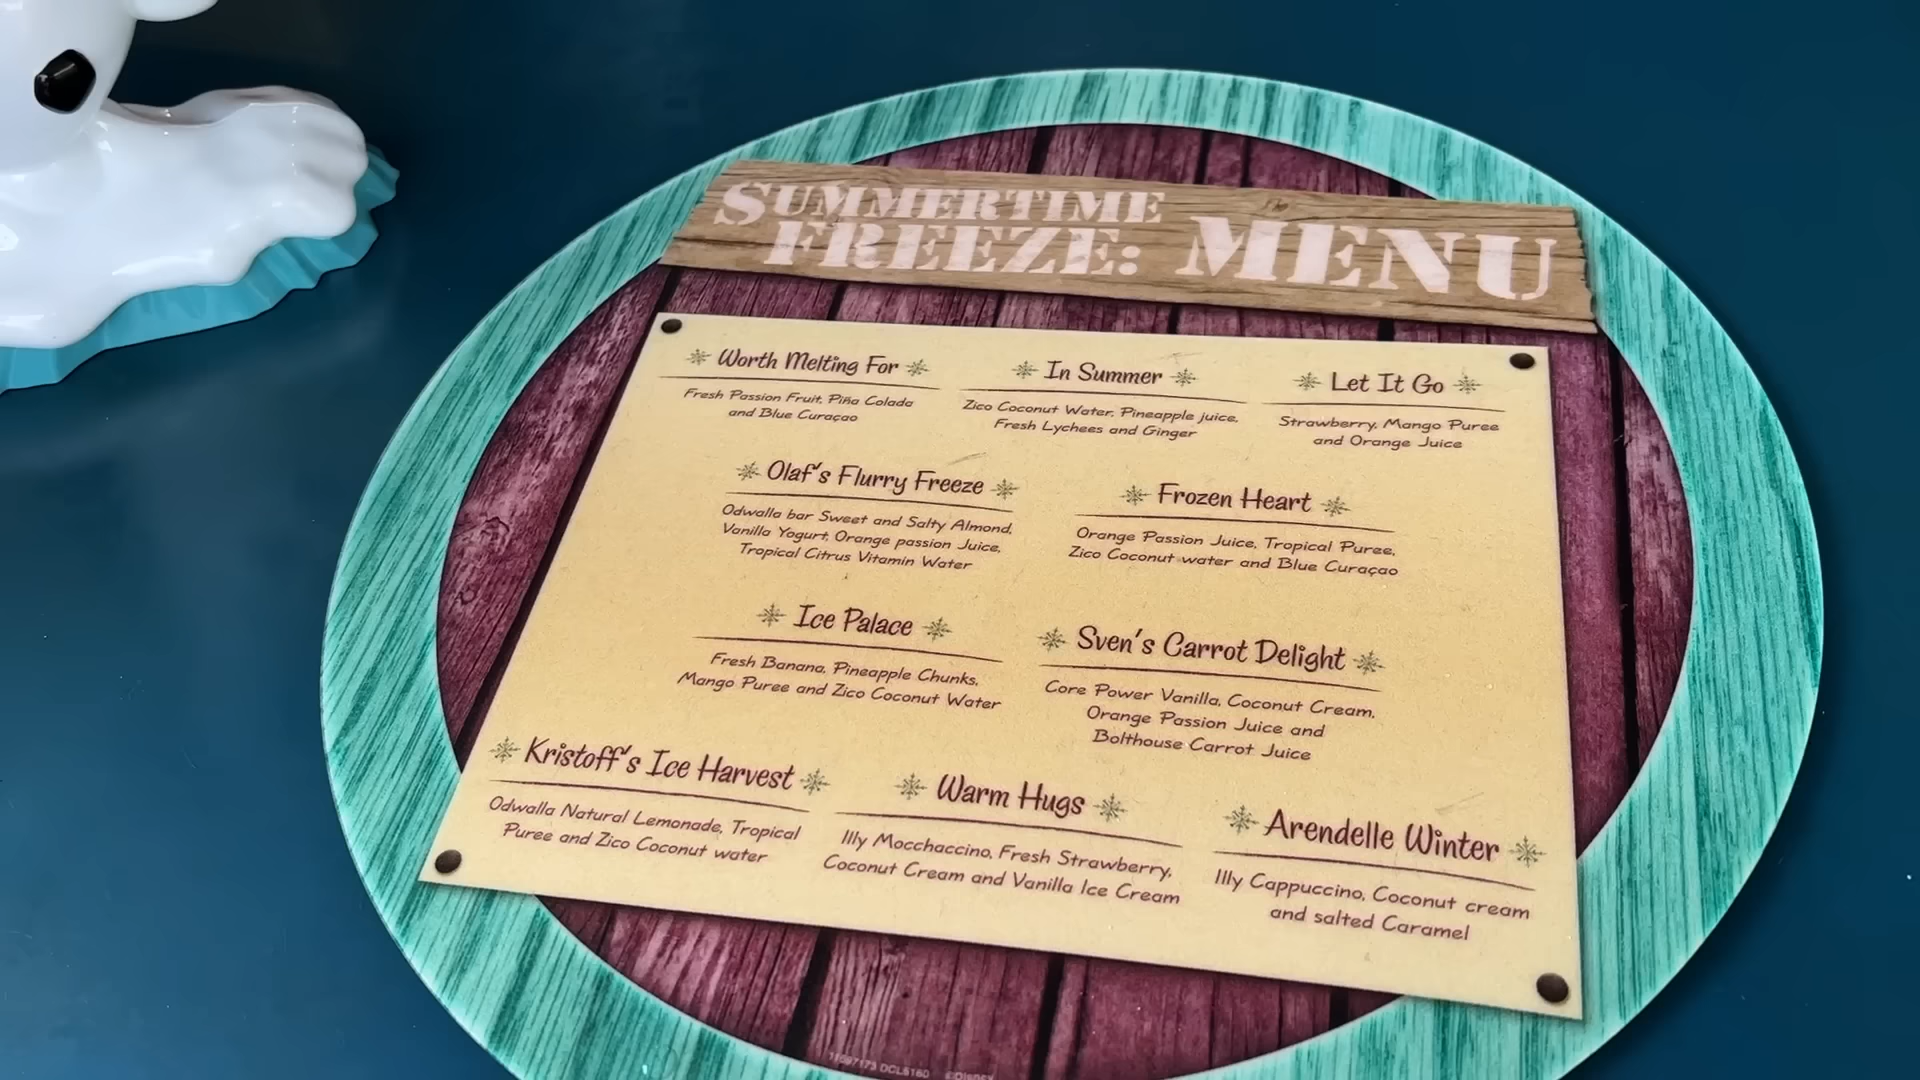 SUMMERTIME
FREEZE: MENU
Worth Melting For
Fresh Passion Fruit, Piña Colada
and Blue Curaçao
In Summer
Zico Coconut Water, Pineapple juice,
Fresh Lychees and Ginger
Let It Go
Strawberry, Mango Puree
and Orange Juice
Olaf's Flurry Freeze
Odwalla bar Sweet and Salty Almond,
Vanilla Yogurt, Orange passion Juice,
Tropical Citrus Vitamin Water
Frozen Heart
Orange Passion Juice, Tropical Puree,
Zico Coconut water and Blue Curaçao
Ice Palace
Fresh Banana, Pineapple Chunks,
Mango Puree and Zico Coconut Water
Sven's Carrot Delight
Core Power Vanilla, Coconut Cream,
Orange Passion Juice and
Bolthouse Carrot Juice
Kristoff's Ice Harvest
Odwalla Natural Lemonade, Tropical
Puree and Zico Coconut water
Warm Hugs
Illy Mocchaccino, Fresh Strawberry,
Coconut Cream and Vanilla Ice Cream
Arendelle Winter
Illy Cappuccino, Coconut cream
and salted Caramel
©Disney